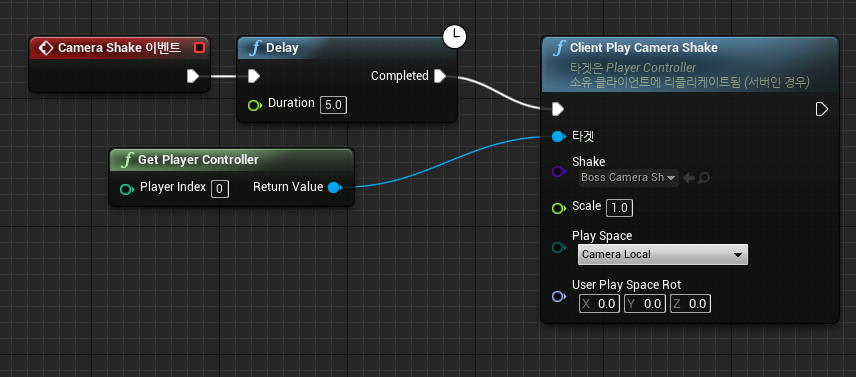 Camera Shake 이벤트
f Delay
Completed
Duration 5.0
f Get Player Controller
Player Index 0
Return Value
f Client Play Camera Shake
타겟은 Player Controller
소유 클라이언트에 리플리케이트됨 (서버인 경우)
타겟
Shake
Boss Camera Sh
Scale 1.0
Play Space
Camera Local
User Play Space Rot
X 0.0 Y 0.0 Z 0.0